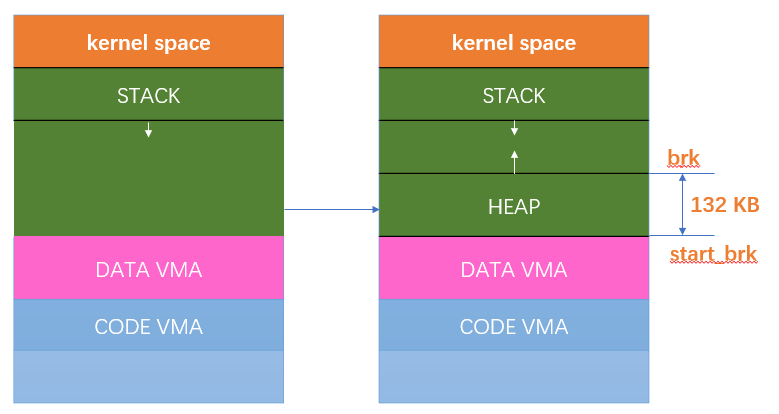 kernel space
STACK
DATA VMA
CODE VMA
kernel space
STACK
HEAP
DATA VMA
CODE VMA
brk
132 KB
start_brk